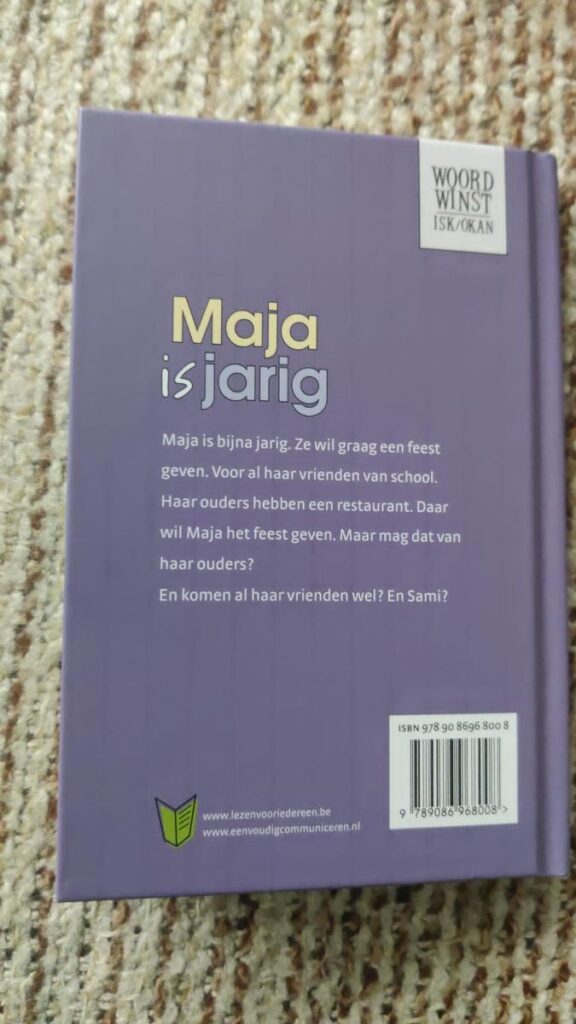 WOORD
WINST
ISK/OKAN
Maja
is jarig
Maja is bijna jarig. Ze wil graag een feest
geven. Voor al haar vrienden van school.
Haar ouders hebben een restaurant. Daar
wil Maja het feest geven. Maar mag dat van
haar ouders?
En komen al haar vrienden wel? En Sami?
ISBN 978 90 8696 800 8
9 789086 968008 >
www.lezenvooriedereen.be
www.eenvoudigcommuniceren.nl